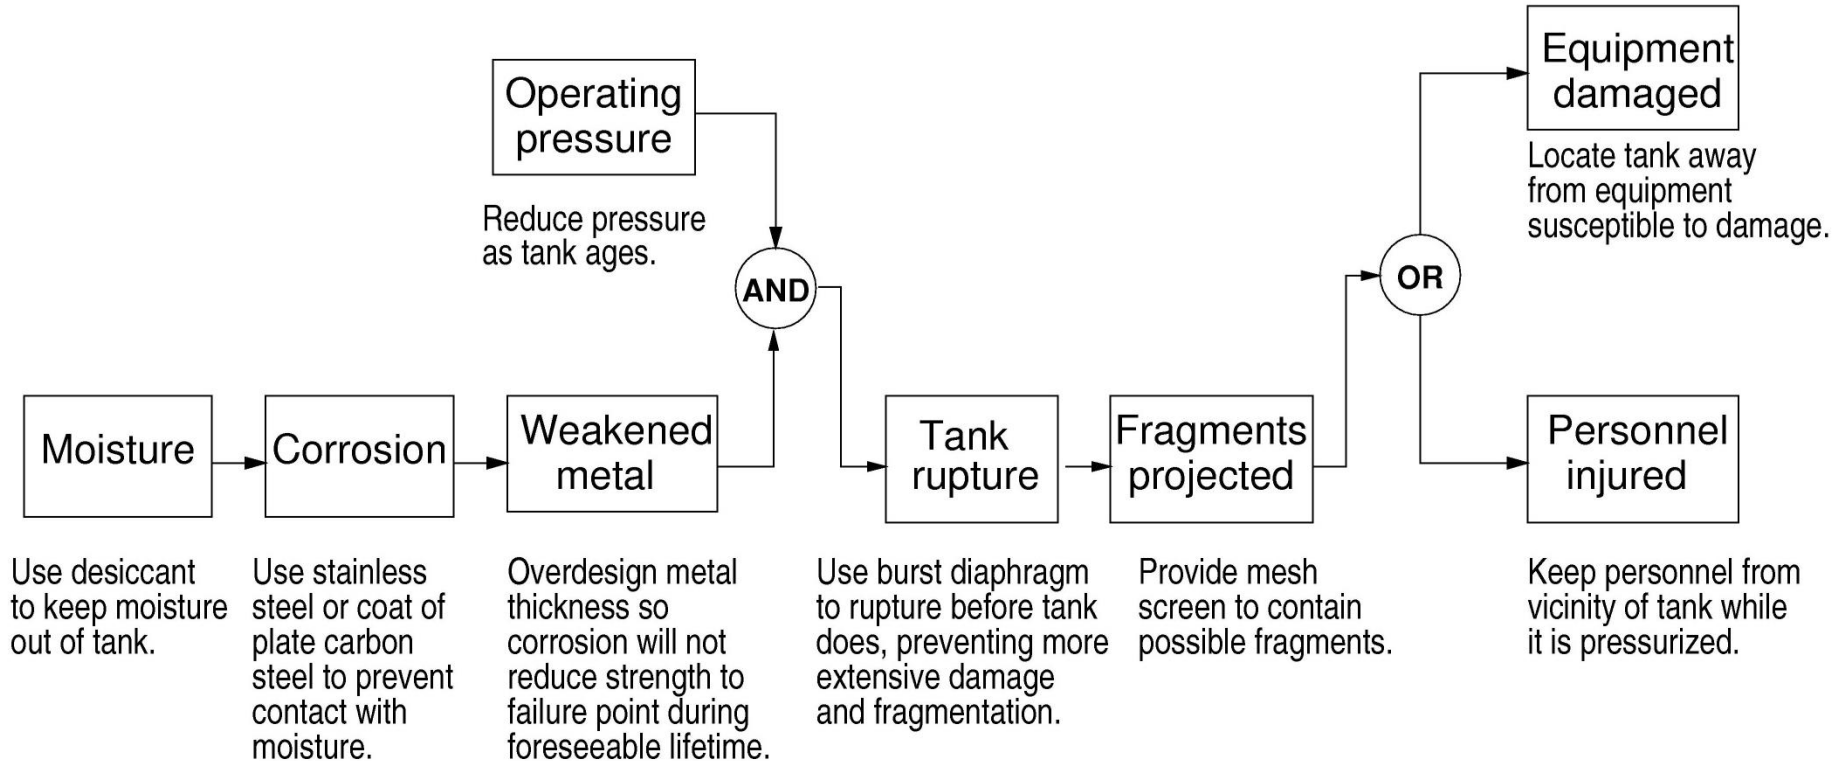 Operating
pressure
Reduce pressure
as tank ages.
AND
OR
Equipment
damaged
Locate tank away
from equipment
susceptible to damage.
Moisture
Use desiccant
to keep moisture
out of tank.
Corrosion
Use stainless
steel or coat of
plate carbon
steel to prevent
contact with
moisture.
Weakened
metal
Overdesign metal
thickness so
corrosion will not
reduce strength to
failure point during
foreseeable lifetime.
Tank
rupture
Use burst diaphragm
to rupture before tank
does, preventing more
extensive damage
and fragmentation.
Fragments
projected
Provide mesh
screen to contain
possible fragments.
Personnel
injured
Keep personnel from
vicinity of tank while
it is pressurized.